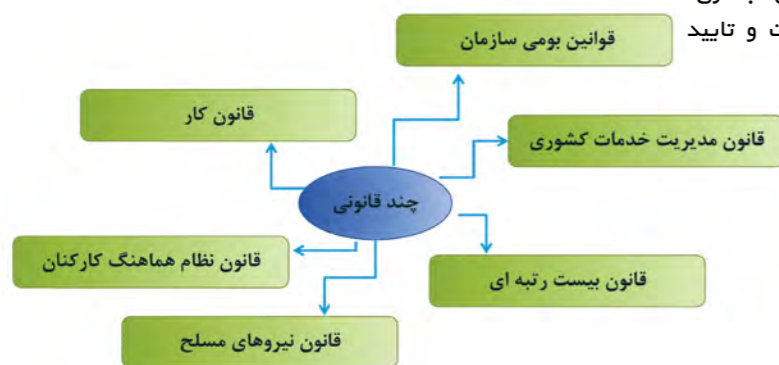 ت و تایید
قوانین بومی سازمان
قانون کار
قانون مدیریت خدمات کشوری
چند قانونی
قانون نظام هماهنگ کارکنان
قانون بیست رتبه ای
قانون نیروهای مسلح